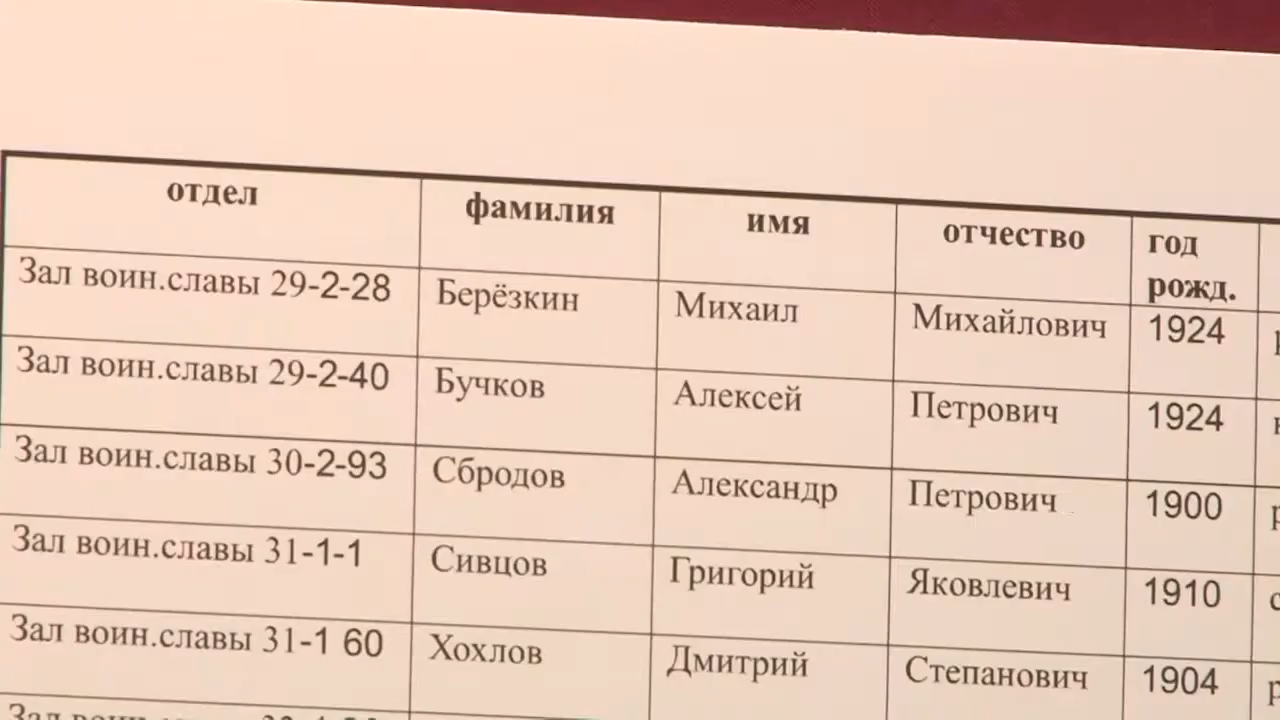 отдел фамилия имя отчество год рожд.
Зал воин.славы 29-2-28 Берёзкин Михаил Михайлович 1924
Зал воин.славы 29-2-40 Бучков Алексей Петрович 1924
Зал воин.славы 30-2-93 Сбродов Александр Петрович 1900
Зал воин.славы 31-1-1 Сивцов Григорий Яковлевич 1910
Зал воин.славы 31-1 60 Хохлов Дмитрий Степанович 1904